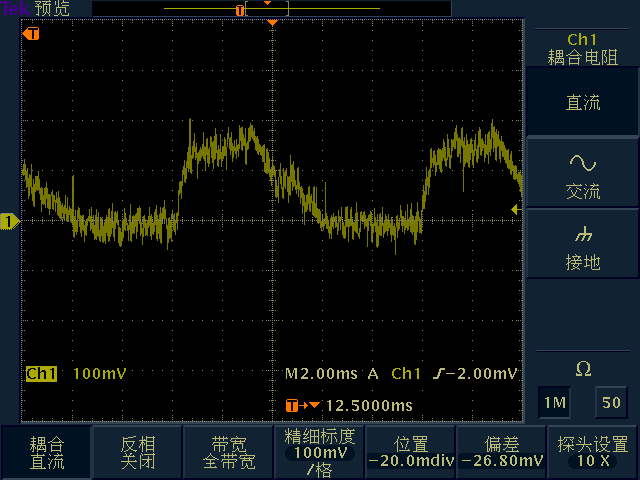 Tek 预览
T [ ]
T
Ch1
耦合电阻
直流
交流
接地
1
Ch1 100mV M2.00ms A Ch1 -2.00mV
T 12.5000ms
Ω
1M 50
耦合
直流
反相
关闭
带宽
全带宽
精细标度
100mV
/格
位置
-20.0mdiv
偏差
-26.80mV
探头设置
10 X